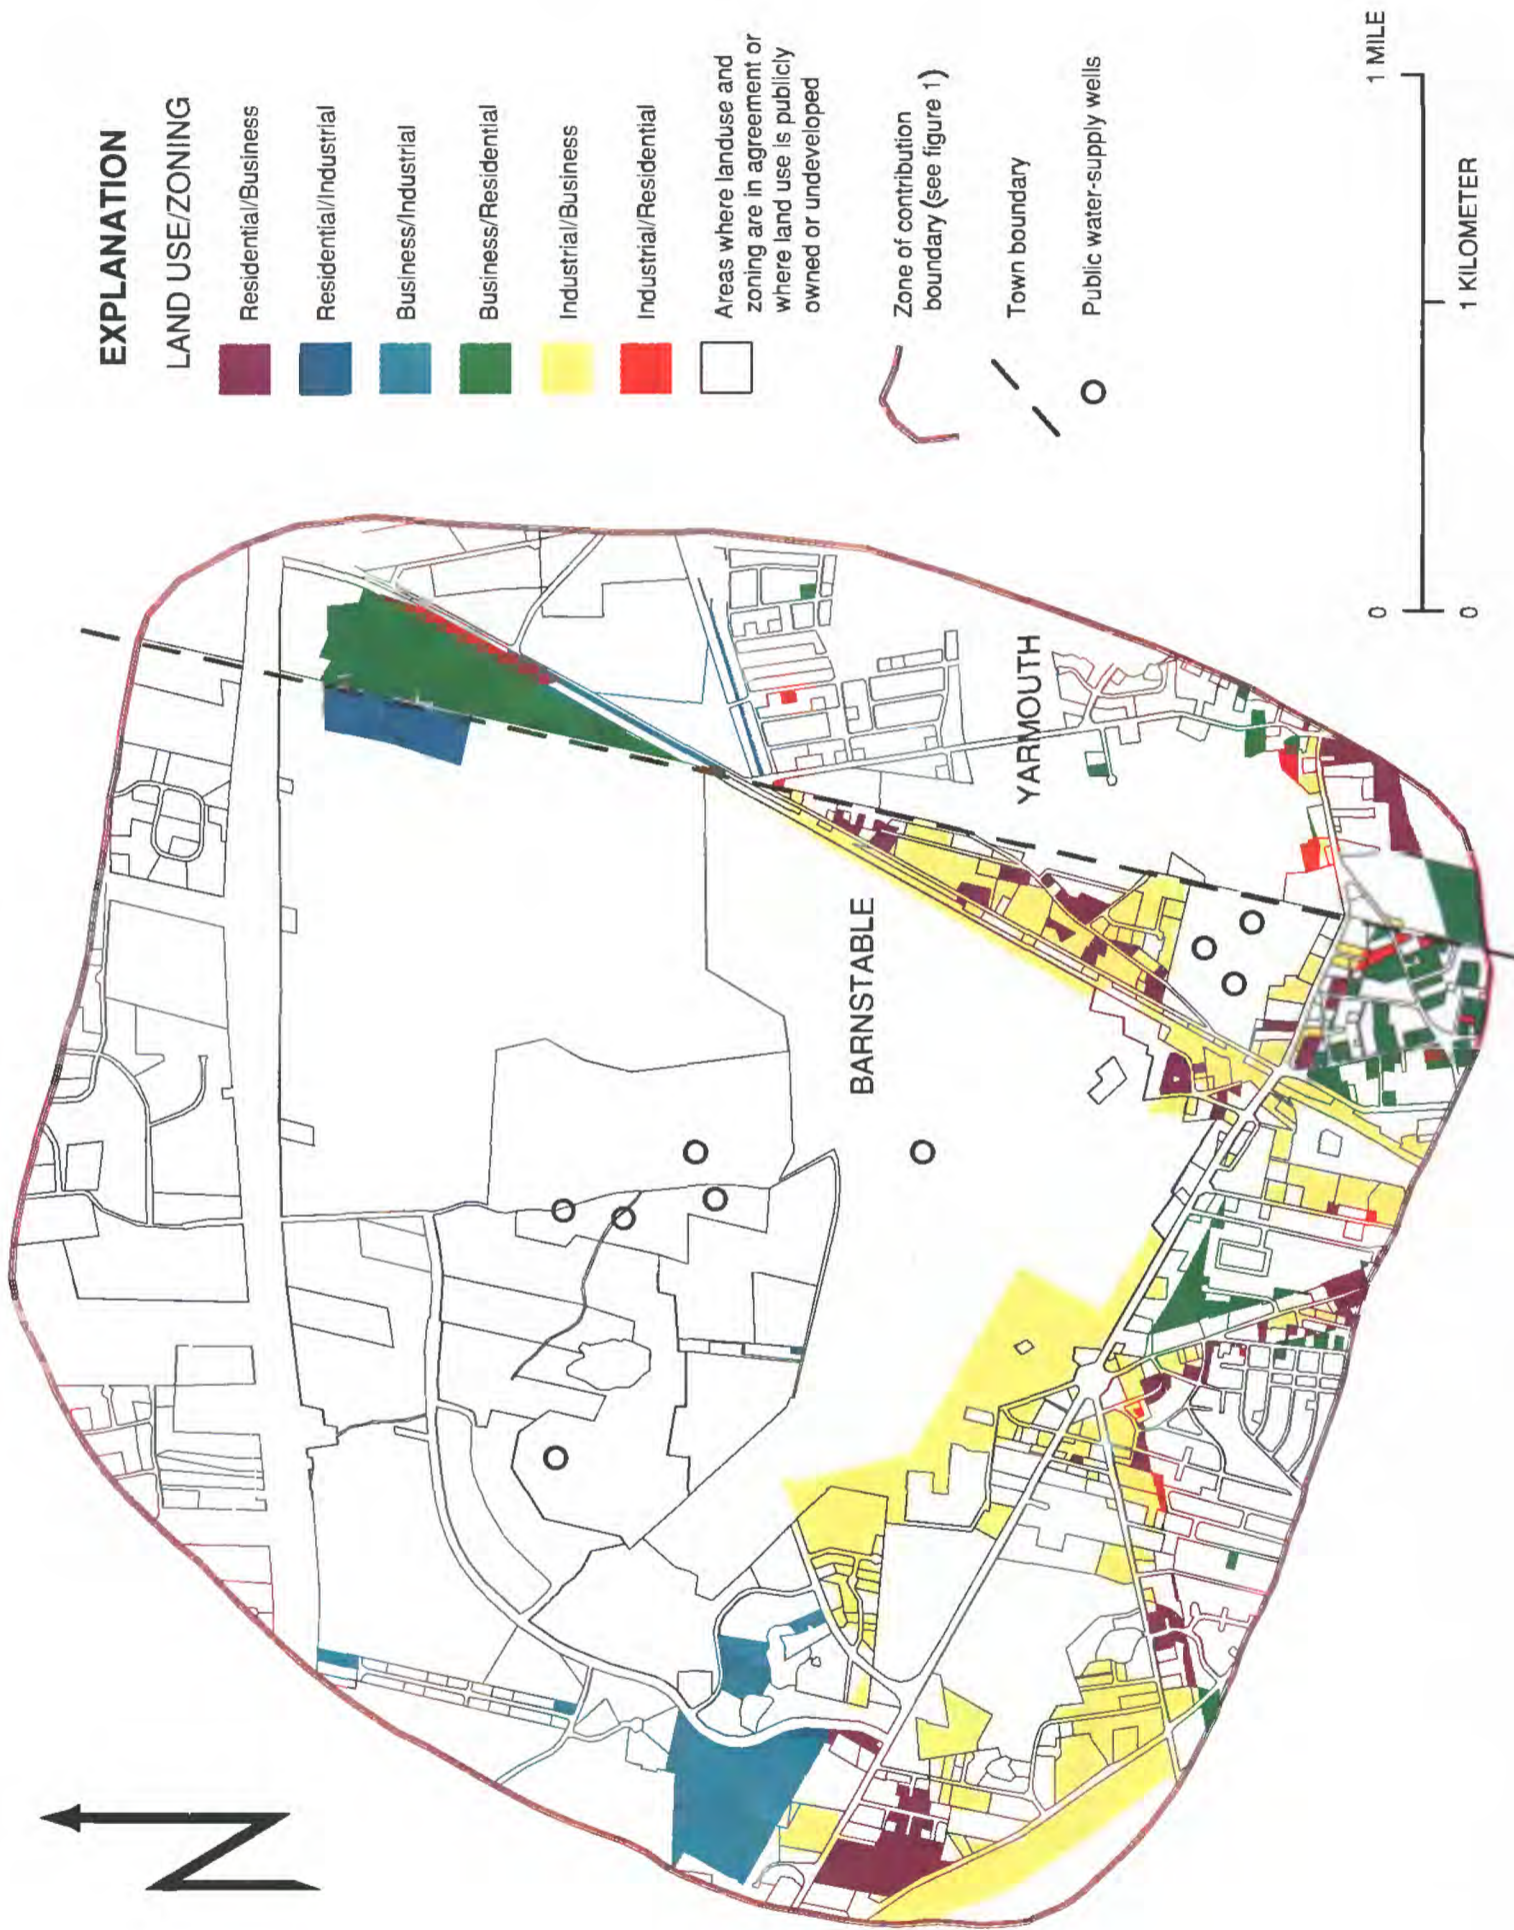 EXPLANATION
LAND USE/ZONING
Residential/Business
Residential/Industrial
Business/Industrial
Business/Residential
Industrial/Business
Industrial/Residential
Areas where landuse and
zoning are in agreement or
where land use is publicly
owned or undeveloped
Zone of contribution
boundary (see figure 1)
Town boundary
Public water-supply wells
BARNSTABLE
YARMOUTH
0
1 MILE
0
1 KILOMETER
N